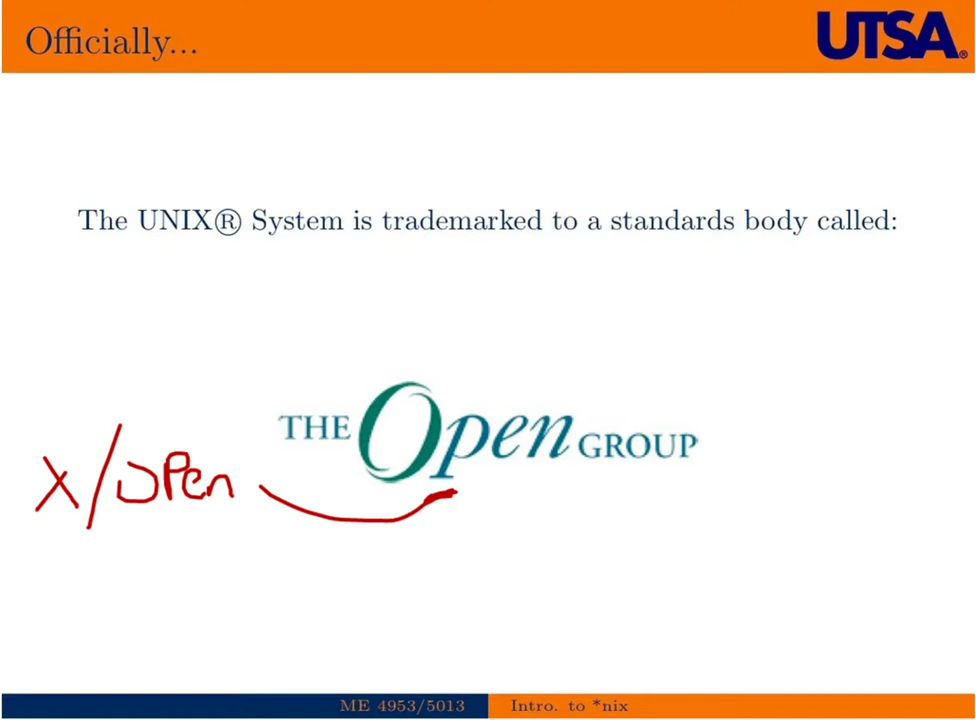 Officially...
UTSA®
The UNIX® System is trademarked to a standards body called:
THE Open GROUP
X/OPen
ME 4953/5013 Intro. to *nix